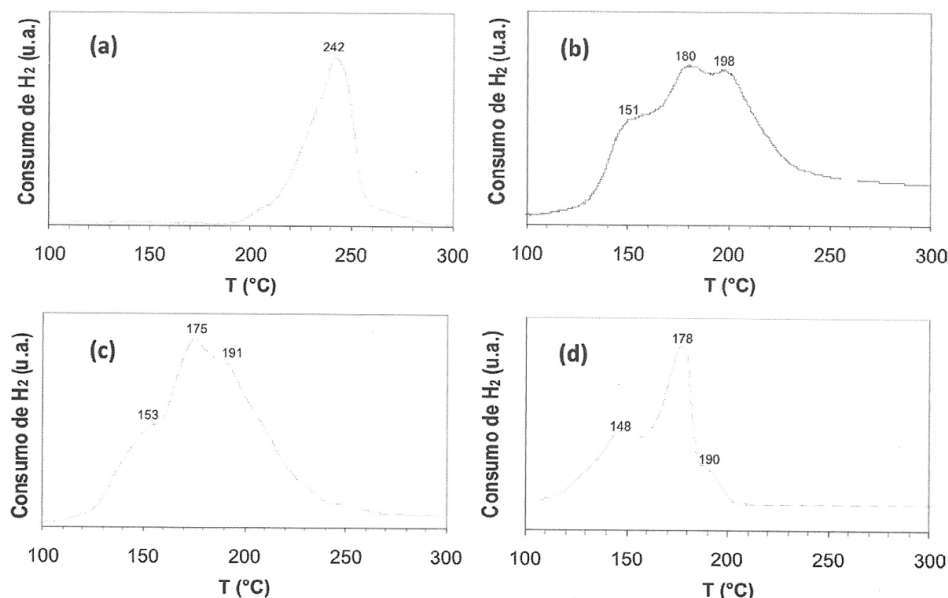 (a)
242
Consumo de H2 (u.a.)
100 150 200 250 300
T (°C)
(b)
151
180
198
Consumo de H2 (u.a.)
100 150 200 250 300
T (°C)
(c)
153
175
191
Consumo de H2 (u.a.)
100 150 200 250 300
T (°C)
(d)
148
178
190
Consumo de H2 (u.a.)
100 150 200 250 300
T (°C)